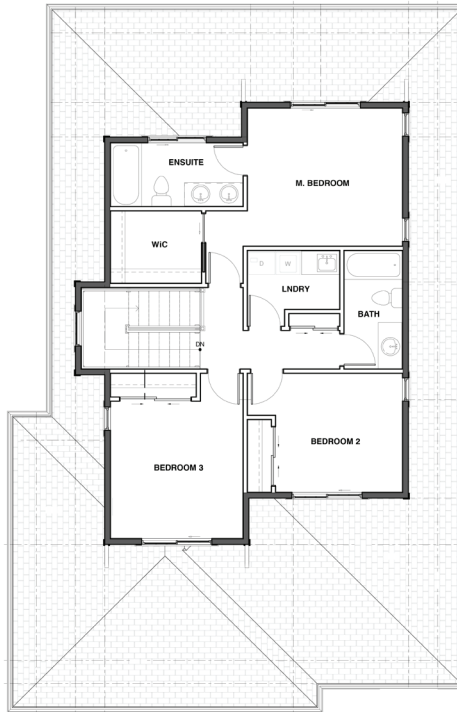 ENSUITE
M. BEDROOM
WiC
D
W
LNDRY
BATH
DN
BEDROOM 2
BEDROOM 3